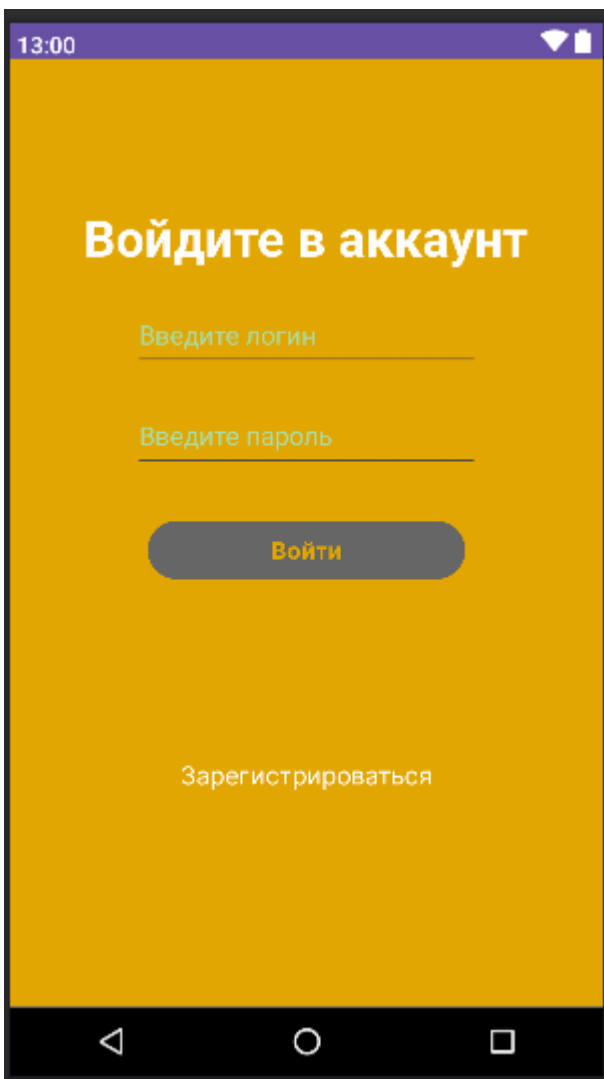 13:00
Войдите в аккаунт
Введите логин
Введите пароль
Войти
Зарегистрироваться